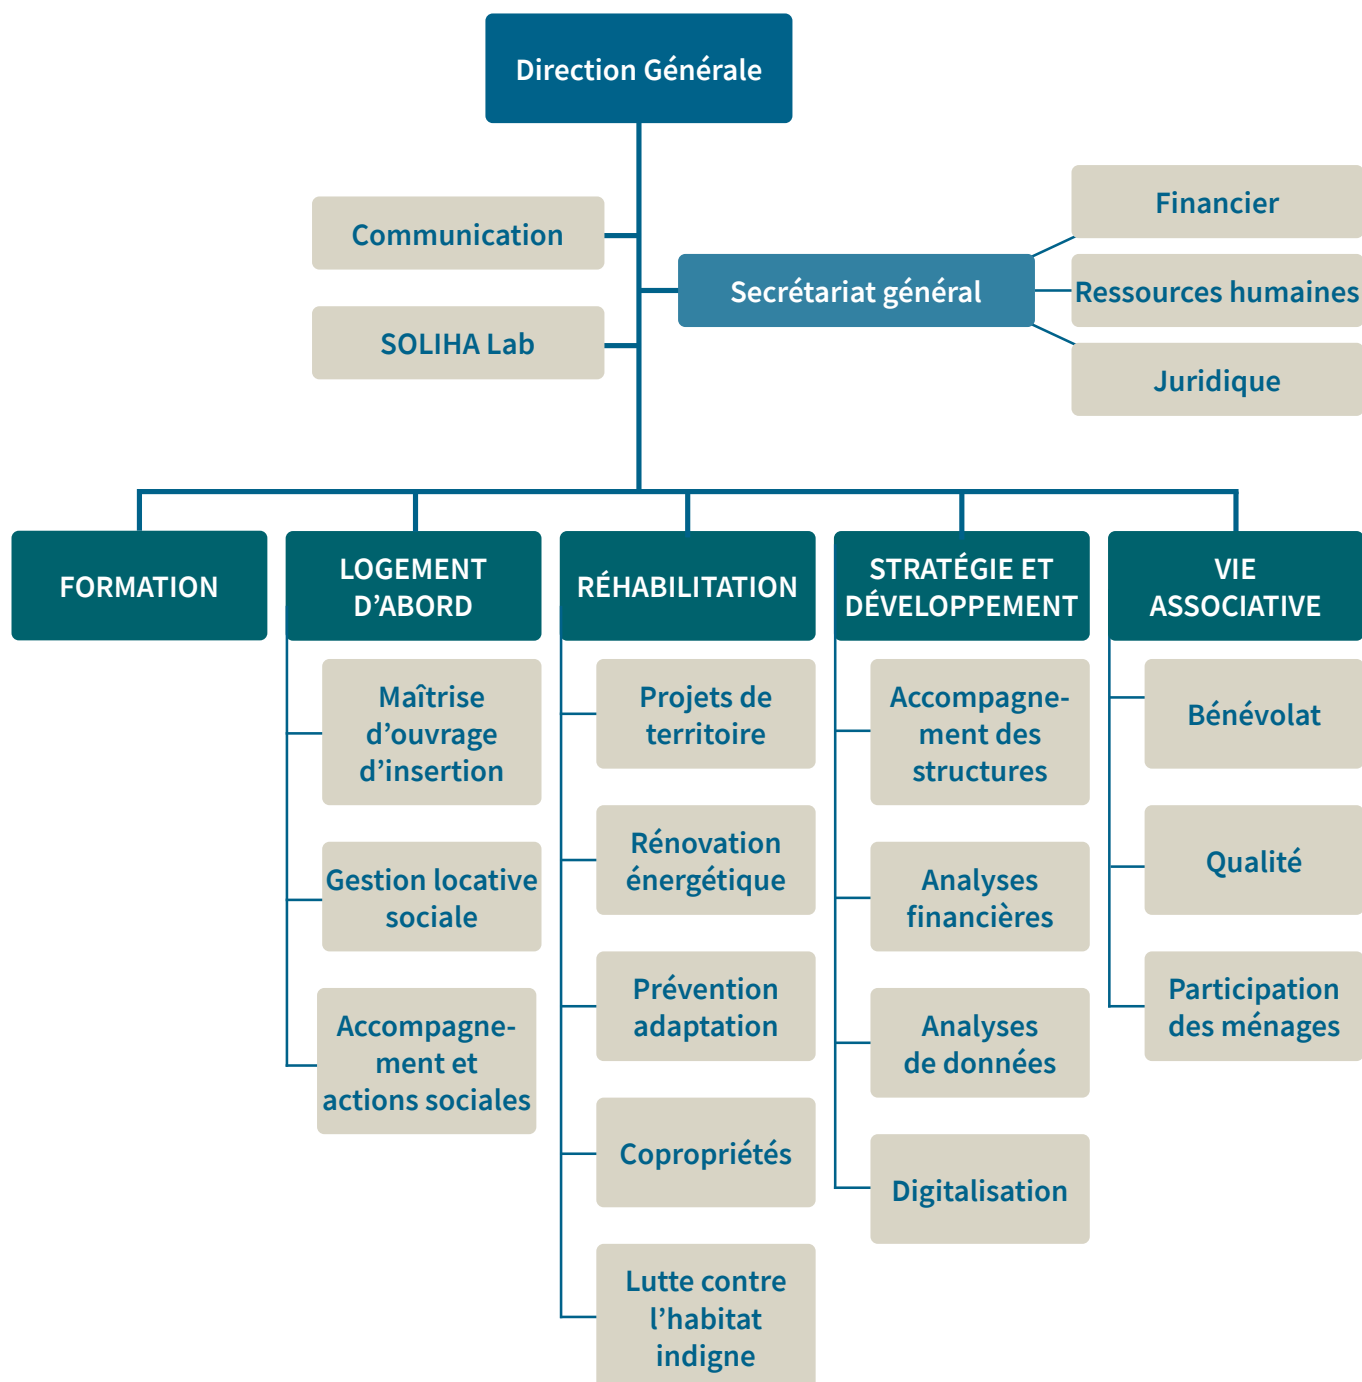 Direction Générale
Communication
SOLIHA Lab
Secrétariat général
Financier
Ressources humaines
Juridique
FORMATION
LOGEMENT
D’ABORD
Maîtrise
d’ouvrage
d’insertion
Gestion locative
sociale
Accompagne-
ment et
actions sociales
RÉHABILITATION
Projets de
territoire
Rénovation
énergétique
Prévention
adaptation
Copropriétés
Lutte contre
l’habitat
indigne
STRATÉGIE ET
DÉVELOPPEMENT
Accompagne-
ment des
structures
Analyses
financières
Analyses
de données
Digitalisation
VIE
ASSOCIATIVE
Bénévolat
Qualité
Participation
des ménages